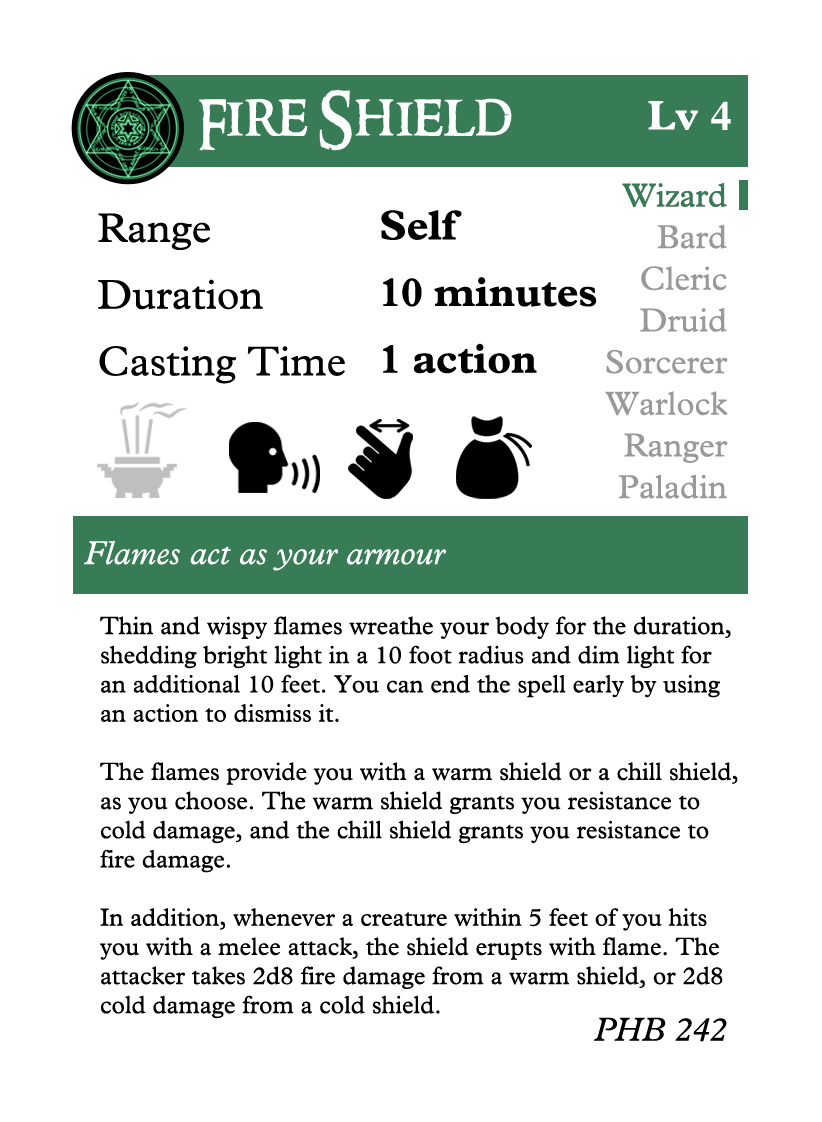 FIRE SHIELD
Lv 4
Range Self
Duration 10 minutes
Casting Time 1 action
Wizard
Bard
Cleric
Druid
Sorcerer
Warlock
Ranger
Paladin
Flames act as your armour
Thin and wispy flames wreathe your body for the duration,
shedding bright light in a 10 foot radius and dim light for
an additional 10 feet. You can end the spell early by using
an action to dismiss it.
The flames provide you with a warm shield or a chill shield,
as you choose. The warm shield grants you resistance to
cold damage, and the chill shield grants you resistance to
fire damage.
In addition, whenever a creature within 5 feet of you hits
you with a melee attack, the shield erupts with flame. The
attacker takes 2d8 fire damage from a warm shield, or 2d8
cold damage from a cold shield.
PHB 242